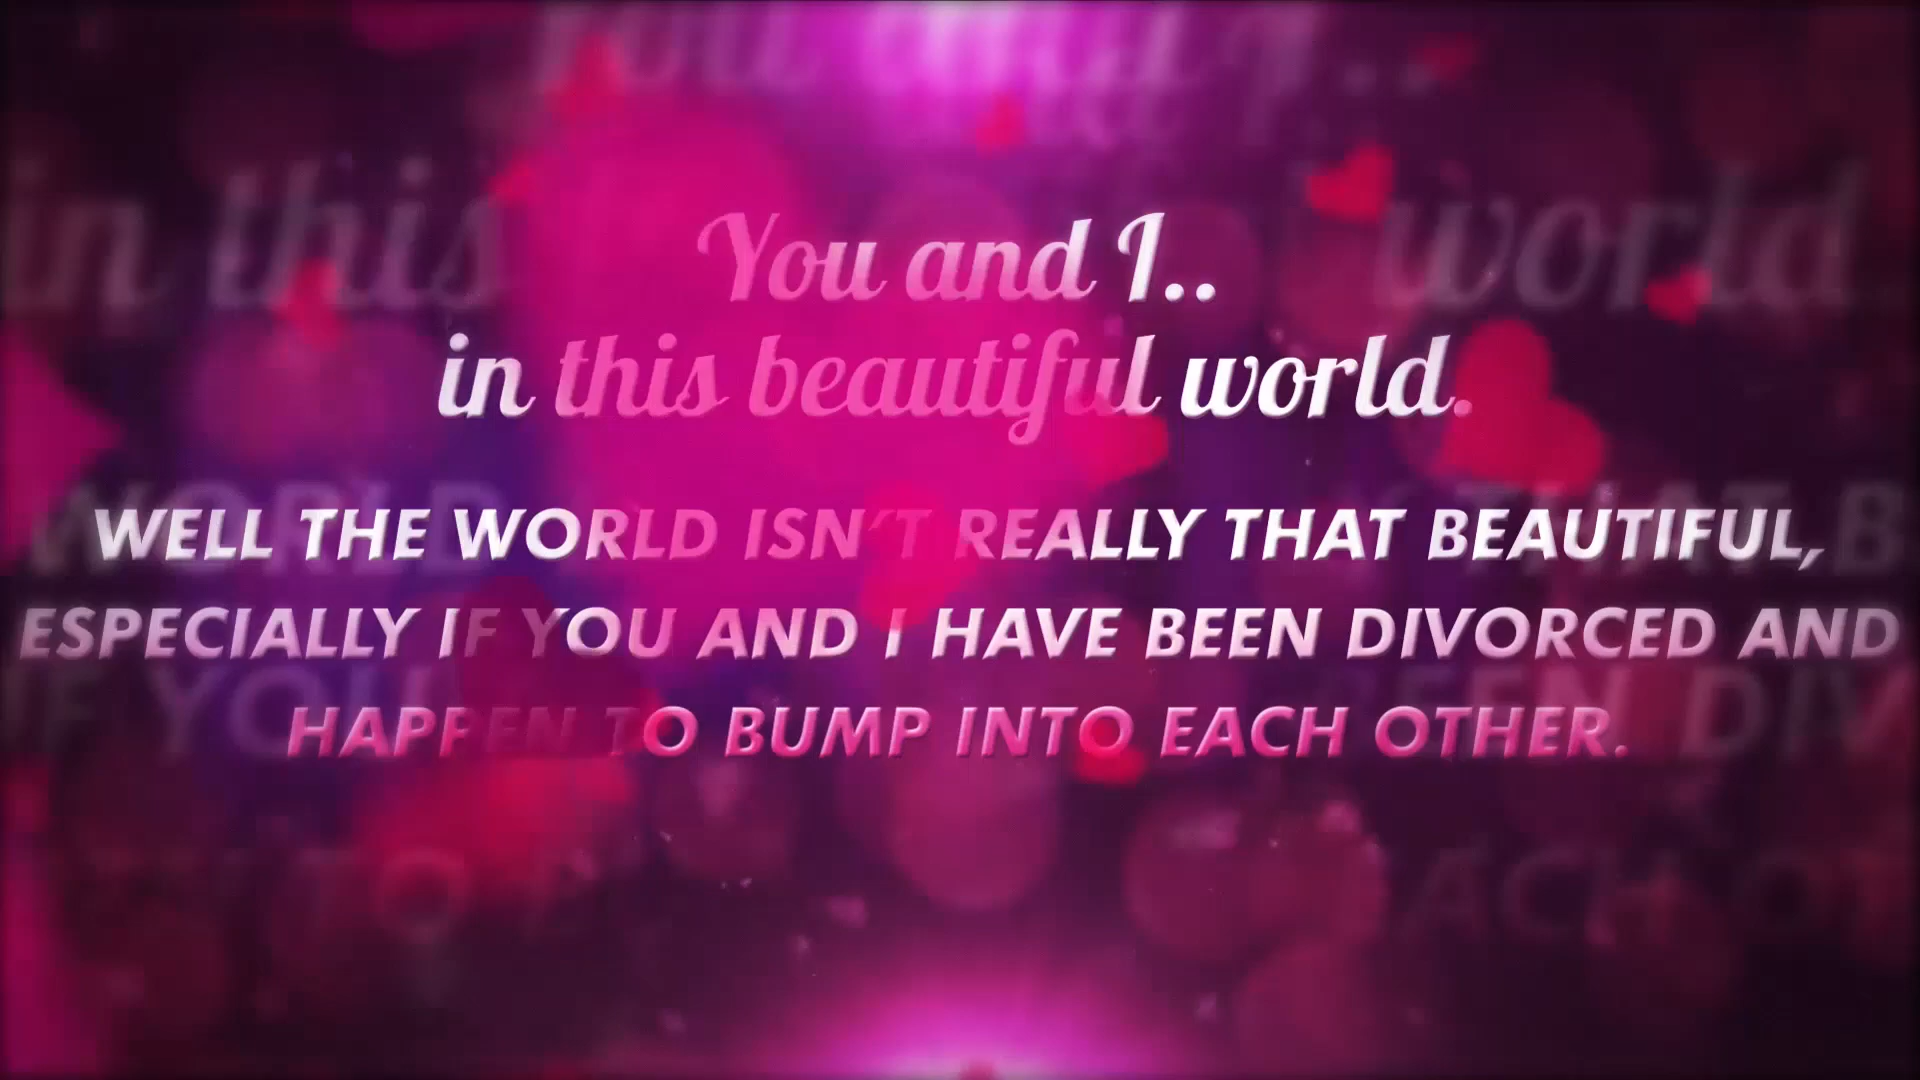 You and I..
in this beautiful world.
WELL THE WORLD ISN'T REALLY THAT BEAUTIFUL,
ESPECIALLY IF YOU AND I HAVE BEEN DIVORCED AND
HAPPEN TO BUMP INTO EACH OTHER.